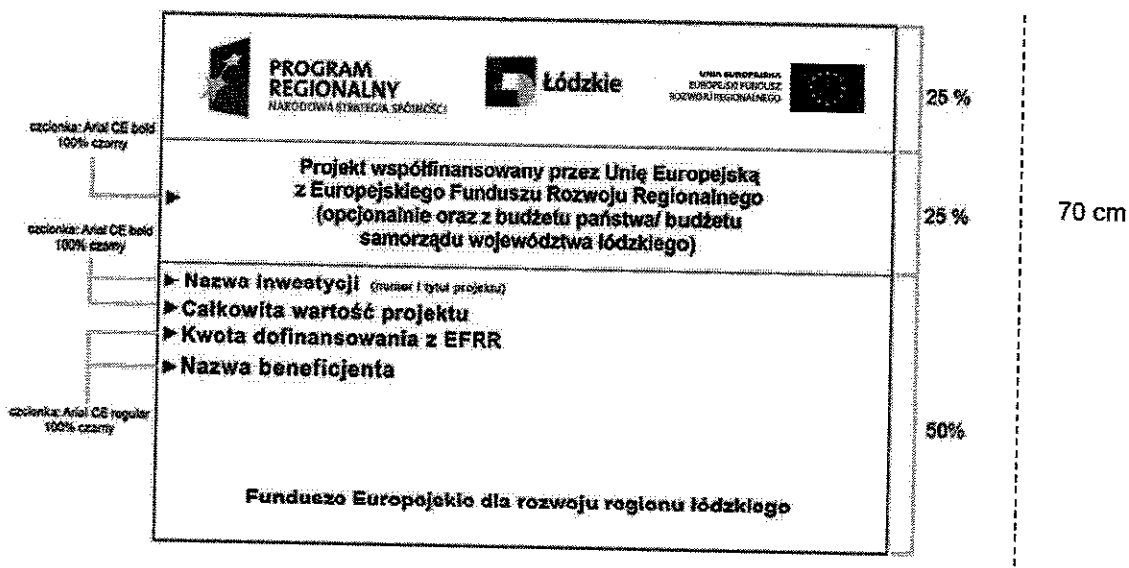 PROGRAM
REGIONALNY
NARODOWA STRATEGIA SPÓJNOŚCI
Łódzkie
UNIA EUROPEJSKA
EUROPEJSKI FUNDUSZ
ROZWOJU REGIONALNEGO
25 %
czcionka: Arial CE bold
100% czarny
Projekt współfinansowany przez Unię Europejską
z Europejskiego Funduszu Rozwoju Regionalnego
(opcjonalnie oraz z budżetu państwa/ budżetu
samorządu województwa łódzkiego)
25 %
70 cm
czcionka: Arial CE bold
100% czarny
Nazwa inwestycji (numer i tytuł projektu)
Całkowita wartość projektu
Kwota dofinansowania z EFRR
Nazwa beneficjenta
czcionka: Arial CE regular
100% czarny
50%
Fundusze Europejskie dla rozwoju regionu łódzkiego